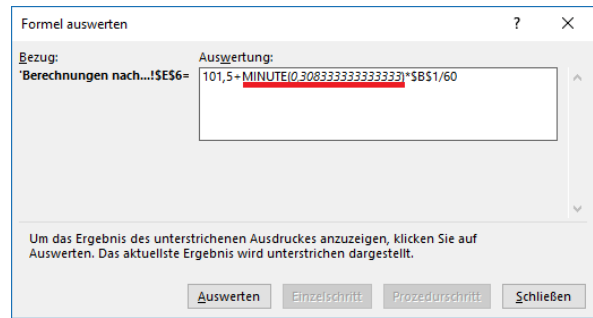 Formel auswerten ? ×
Bezug: Auswertung:
'Berechnungen nach...!$E$6= 101,5+MINUTE(0,308333333333333)*$B$1/60
Um das Ergebnis des unterstrichenen Ausdruckes anzuzeigen, klicken Sie auf
Auswerten. Das aktuellste Ergebnis wird unterstrichen dargestellt.
Auswerten Einzelschritt Prozedurschritt Schließen